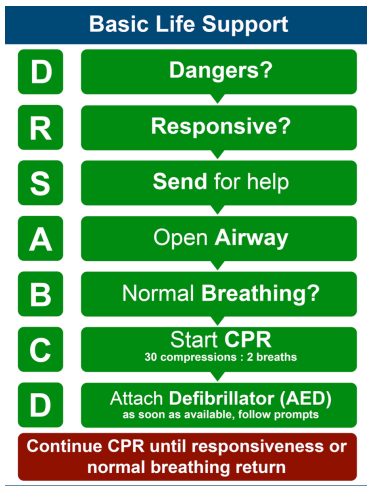 Basic Life Support
D Dangers?
R Responsive?
S Send for help
A Open Airway
B Normal Breathing?
C Start CPR
30 compressions : 2 breaths
D Attach Defibrillator (AED)
as soon as available, follow prompts
Continue CPR until responsiveness or
normal breathing return